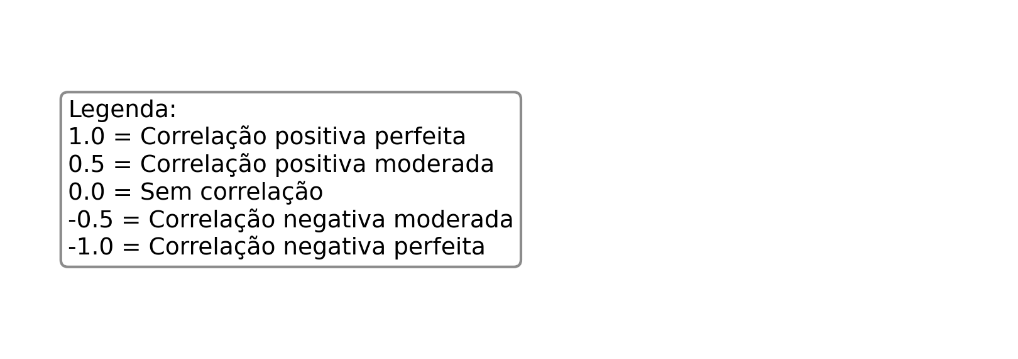 Legenda:
1.0 = Correlação positiva perfeita
0.5 = Correlação positiva moderada
0.0 = Sem correlação
-0.5 = Correlação negativa moderada
-1.0 = Correlação negativa perfeita